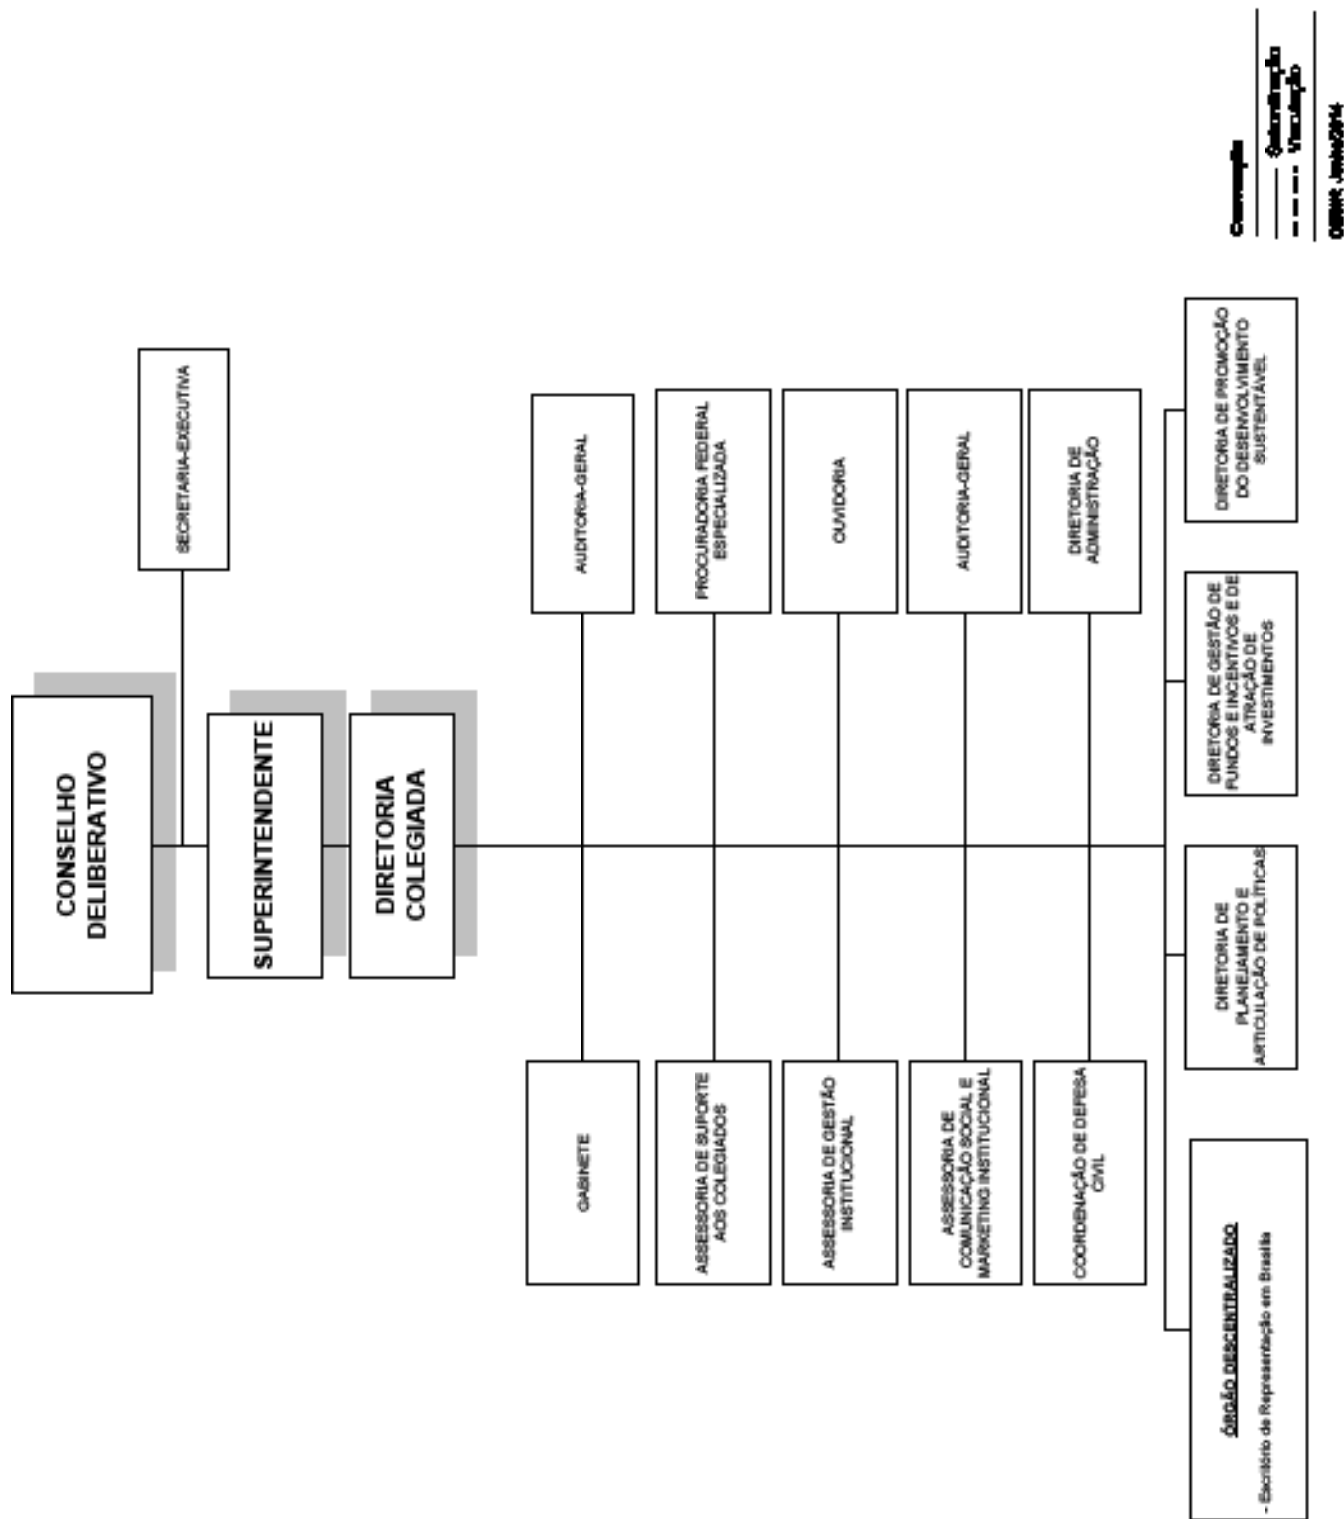 CONSELHO
DELIBERATIVO
SECRETARIA-EXECUTIVA
SUPERINTENDENTE
DIRETORIA
COLEGIADA
GABINETE
AUDITORIA-GERAL
ASSESSORIA DE SUPORTE
AOS COLEGIADOS
PROCURADORIA FEDERAL
ESPECIALIZADA
ASSESSORIA DE GESTÃO
INSTITUCIONAL
OUVIDORIA
ASSESSORIA DE
COMUNICAÇÃO SOCIAL E
MARKETING INSTITUCIONAL
AUDITORIA-GERAL
COORDENAÇÃO DE DEFESA
CIVIL
DIRETORIA DE
ADMINISTRAÇÃO
ÓRGÃO DESCENTRALIZADO
- Escritório de Representação em Brasília
DIRETORIA DE
PLANEJAMENTO E
ARTICULAÇÃO DE POLÍTICAS
DIRETORIA DE GESTÃO DE
FUNDOS E INCENTIVOS E DE
ATRAÇÃO DE
INVESTIMENTOS
DIRETORIA DE PROMOÇÃO
DO DESENVOLVIMENTO
SUSTENTÁVEL
Convenção
Subordinação
Vinculação